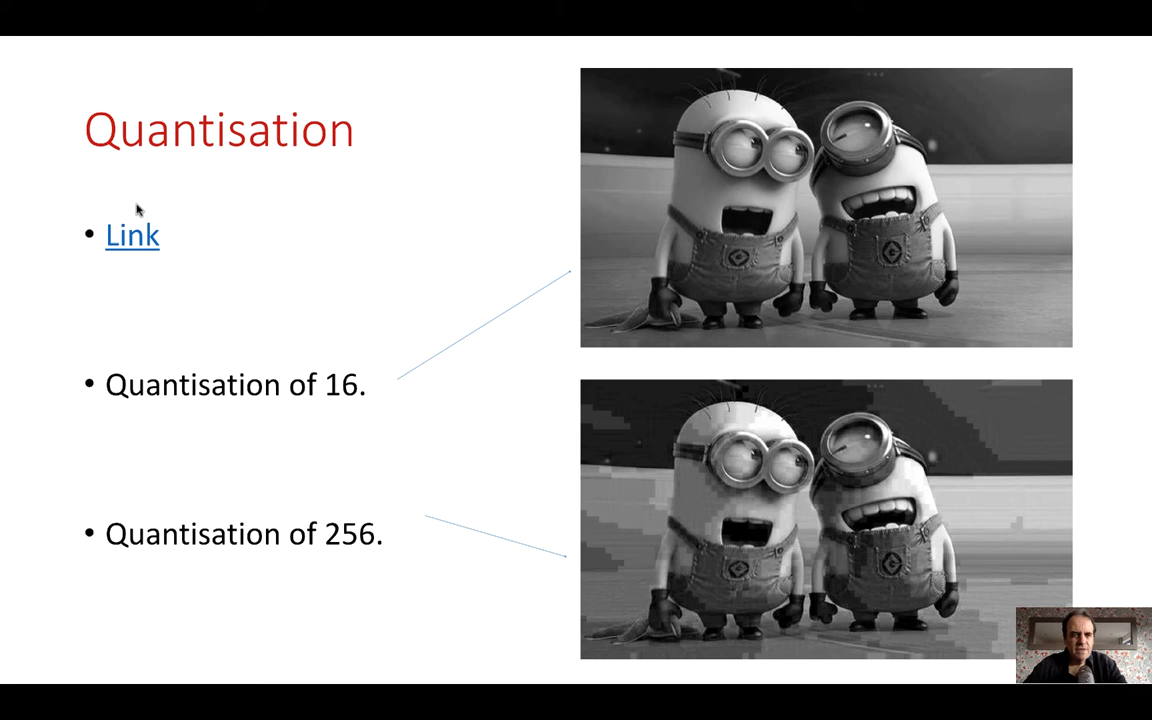 Quantisation
• Link
• Quantisation of 16.
• Quantisation of 256.